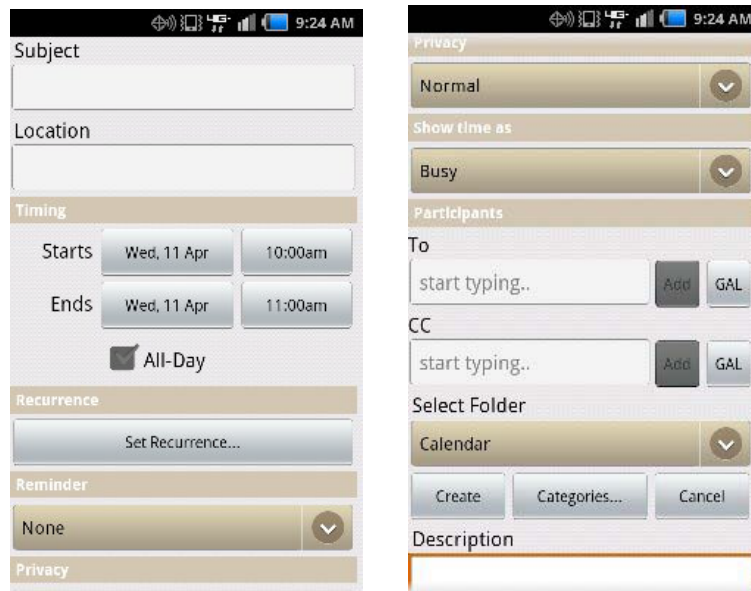 9:24 AM
Subject
Location
Timing
Starts Wed, 11 Apr 10:00am
Ends Wed, 11 Apr 11:00am
All-Day
Recurrence
Set Recurrence...
Reminder
None
Privacy
9:24 AM
Privacy
Normal
Show time as
Busy
Participants
To
start typing.. Add GAL
CC
start typing.. Add GAL
Select Folder
Calendar
Create Categories... Cancel
Description